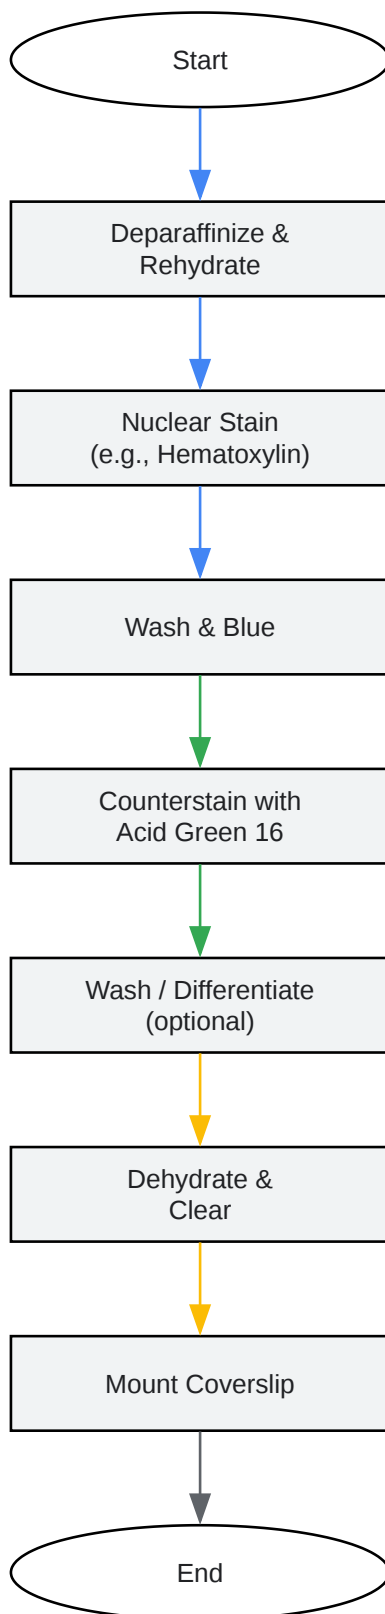 Start
Deparaffinize &
Rehydrate
Nuclear Stain
(e.g., Hematoxylin)
Wash & Blue
Counterstain with
Acid Green 16
Wash / Differentiate
(optional)
Dehydrate &
Clear
Mount Coverslip
End